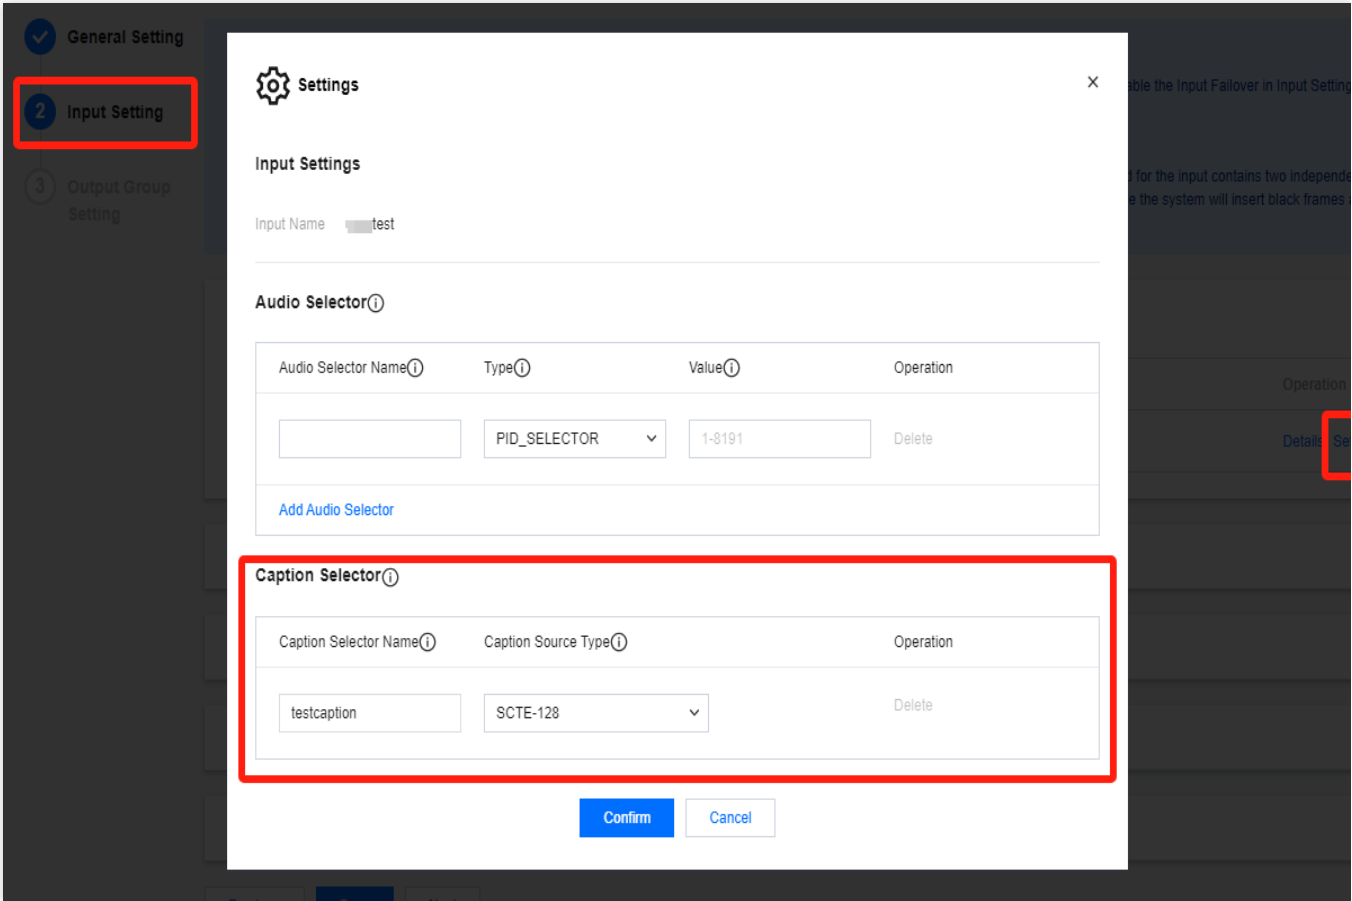 General Setting
2 Input Setting
3 Output Group
Setting
able the Input Failover in Input Setting
for the input contains two independe
e the system will insert black frames
Operation
Details Se
Settings
Input Settings
Input Name test
Audio Selector
Audio Selector Name Type Value Operation
PID_SELECTOR 1-8191 Delete
Add Audio Selector
Caption Selector
Caption Selector Name Caption Source Type Operation
testcaption SCTE-128 Delete
Confirm Cancel